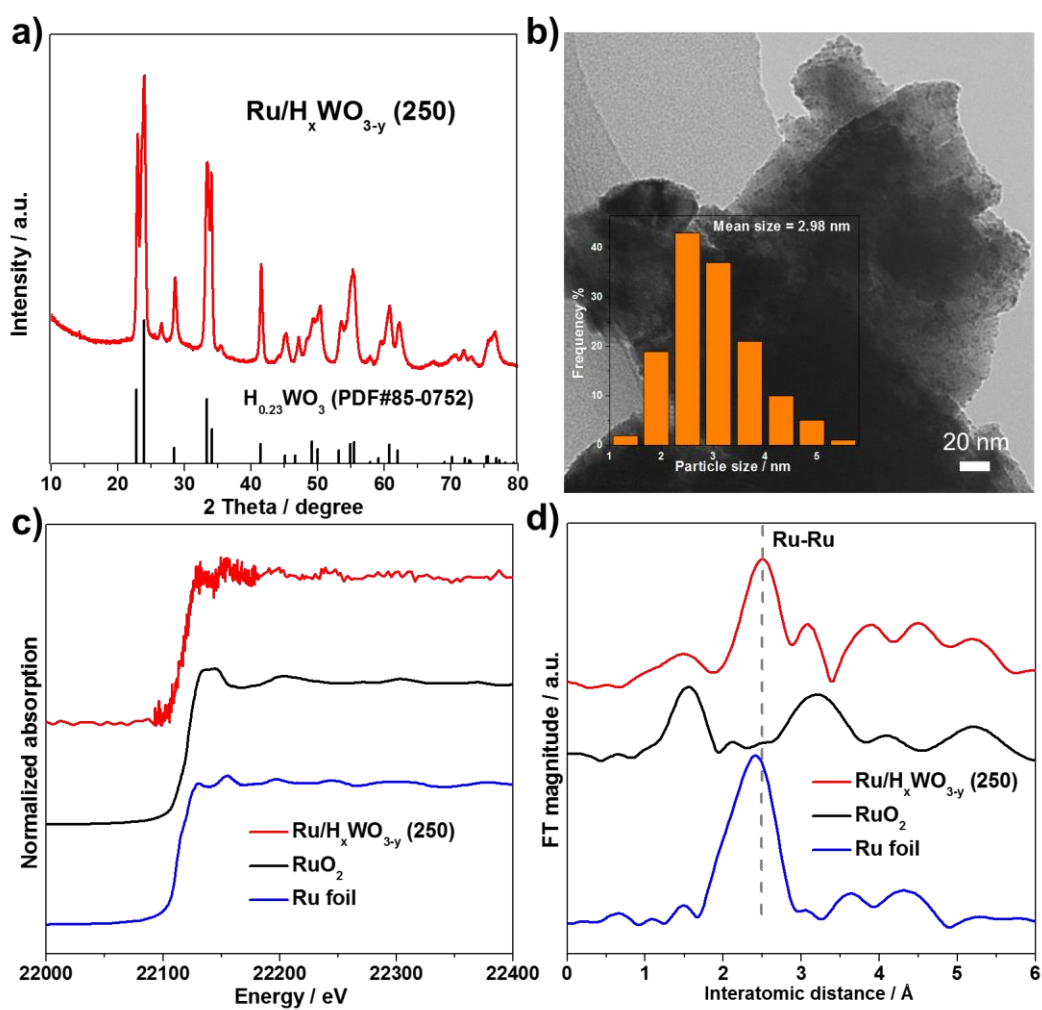 a)
Ru/HxWO3-y (250)
H0.23WO3 (PDF#85-0752)
Intensity / a.u.
10 20 30 40 50 60 70 80
2 Theta / degree
b)
Mean size = 2.98 nm
Frequency %
40
30
20
10
0
1 2 3 4 5
Particle size / nm
20 nm
c)
Normalized absorption
Ru/HxWO3-y (250)
RuO2
Ru foil
22000 22100 22200 22300 22400
Energy / eV
d)
Ru-Ru
FT magnitude / a.u.
Ru/HxWO3-y (250)
RuO2
Ru foil
0 1 2 3 4 5 6
Interatomic distance / Å